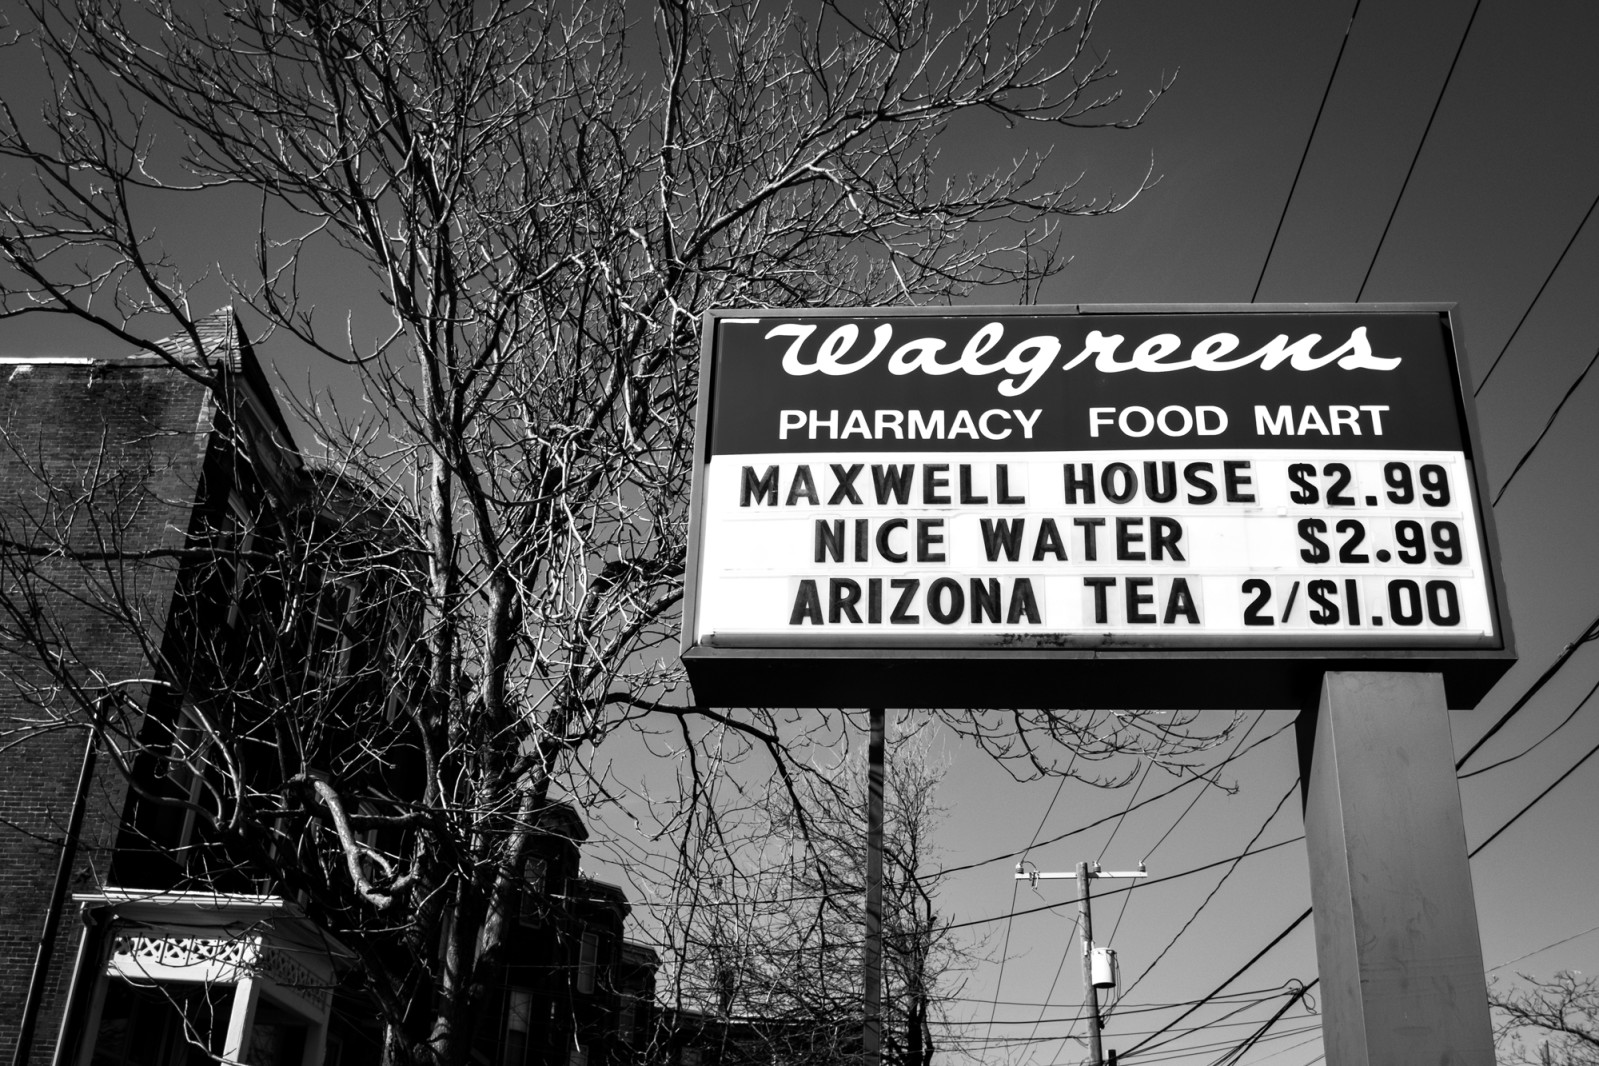 Walgreens
PHARMACY FOOD MART
MAXWELL HOUSE $2.99
NICE WATER $2.99
ARIZONA TEA 2/$1.00